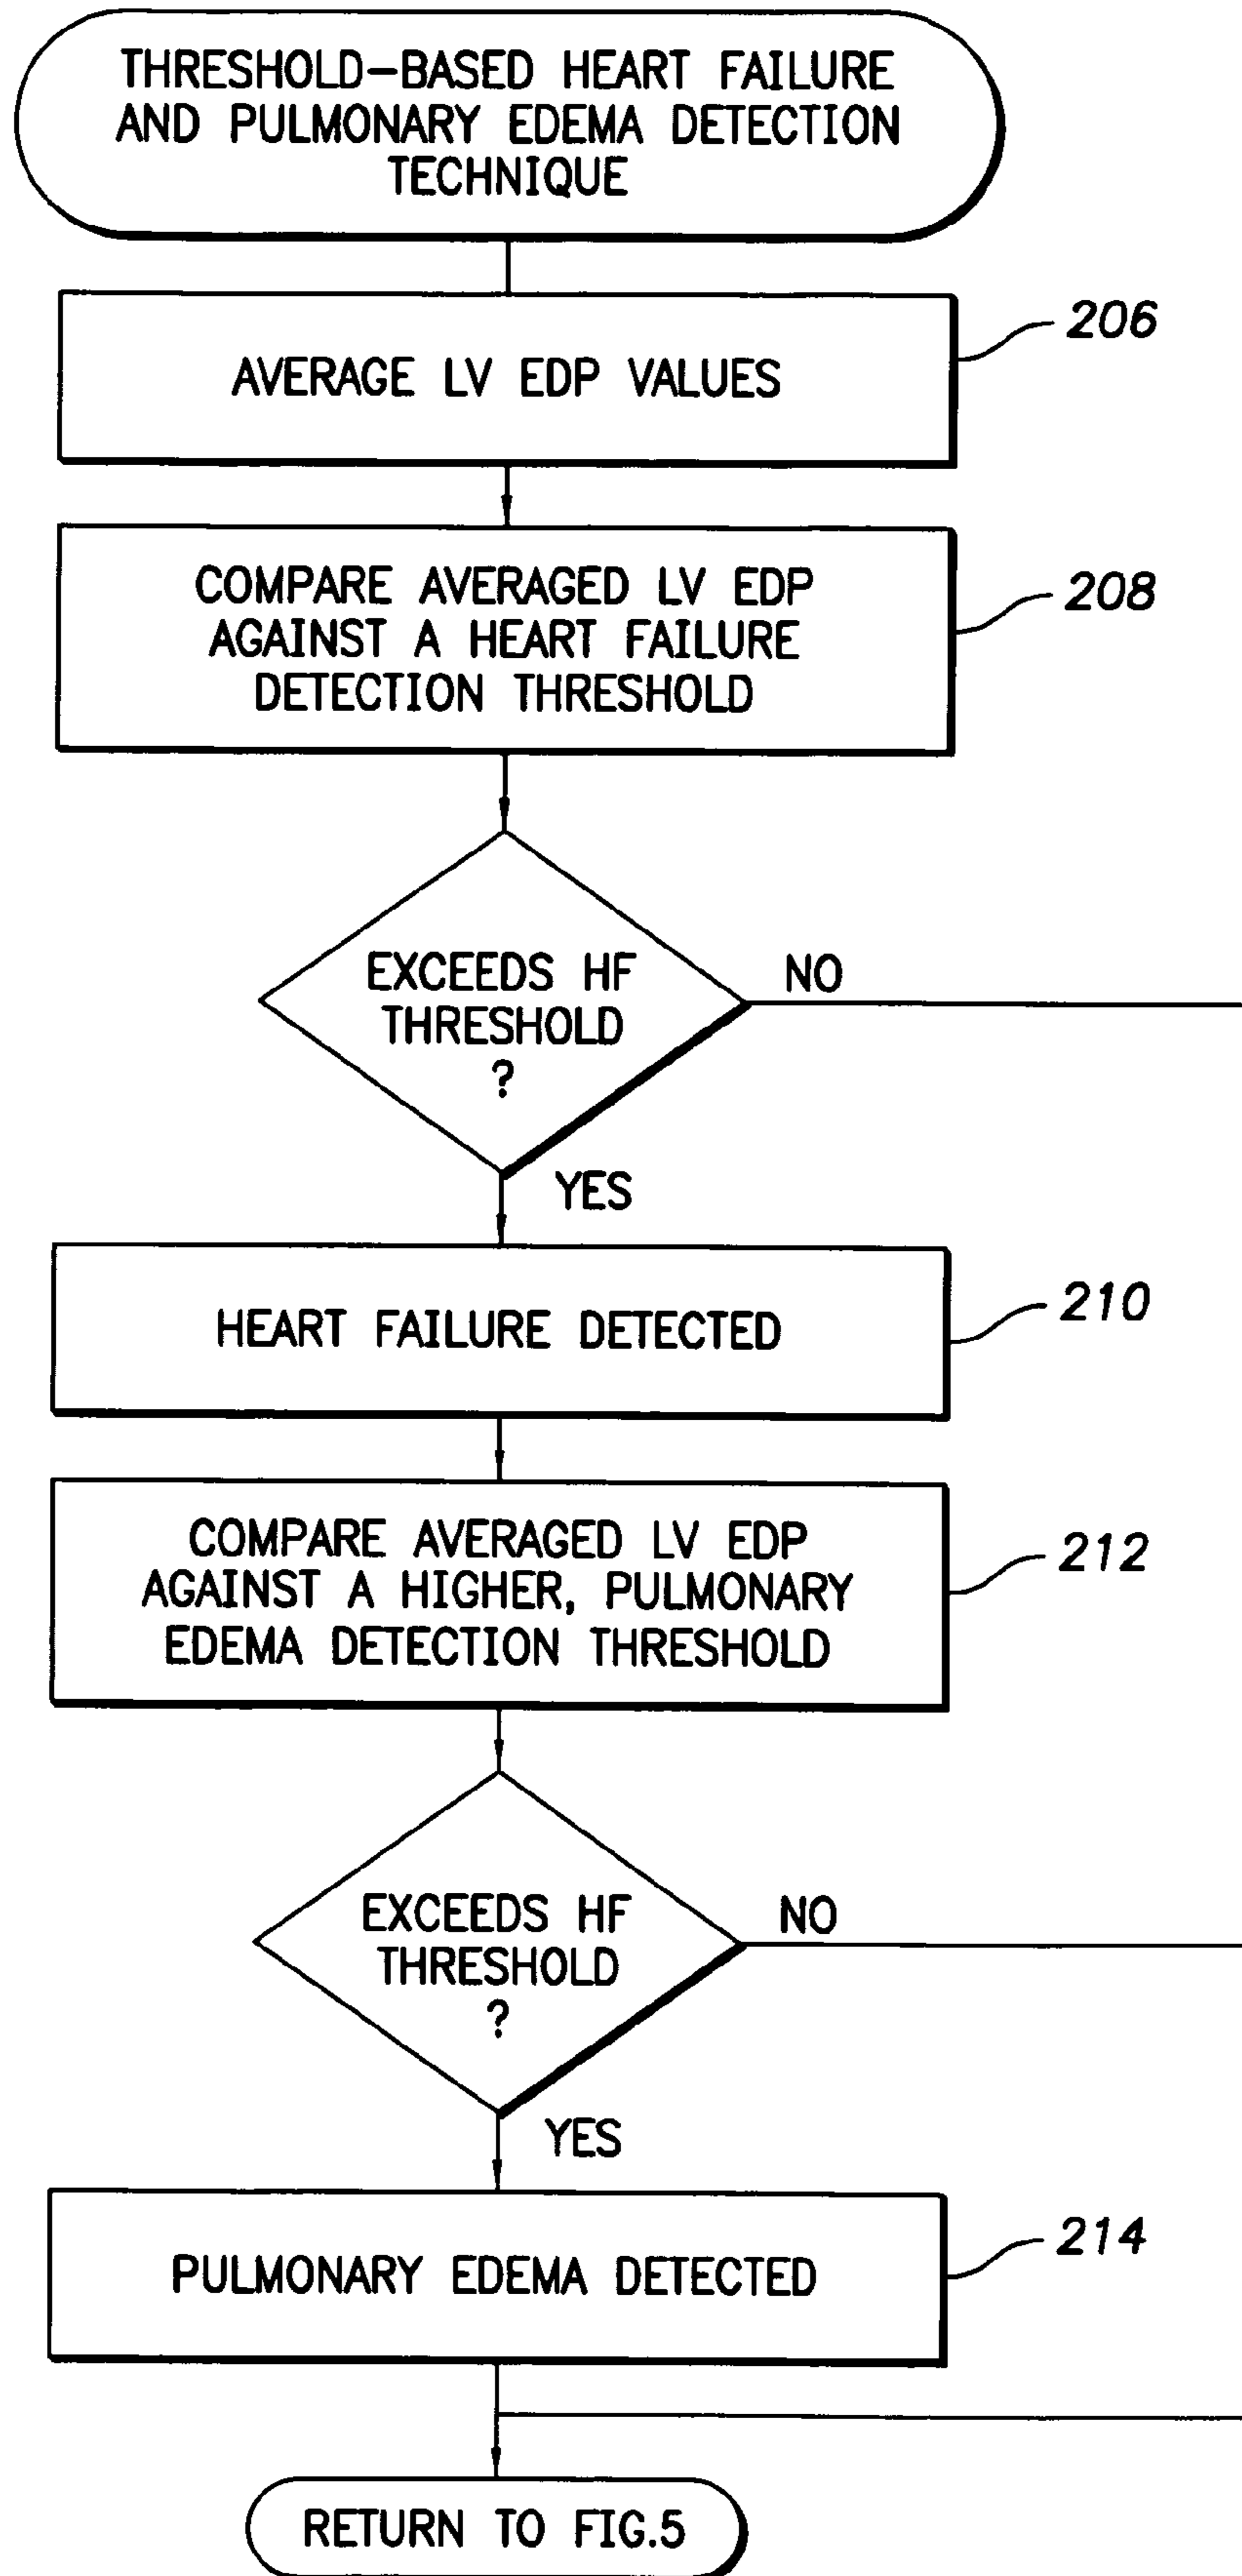 THRESHOLD-BASED HEART FAILURE
AND PULMONARY EDEMA DETECTION
TECHNIQUE
AVERAGE LV EDP VALUES
206
COMPARE AVERAGED LV EDP
AGAINST A HEART FAILURE
DETECTION THRESHOLD
208
EXCEEDS HF
THRESHOLD
?
NO
YES
HEART FAILURE DETECTED
210
COMPARE AVERAGED LV EDP
AGAINST A HIGHER, PULMONARY
EDEMA DETECTION THRESHOLD
212
EXCEEDS HF
THRESHOLD
?
NO
YES
PULMONARY EDEMA DETECTED
214
RETURN TO FIG.5